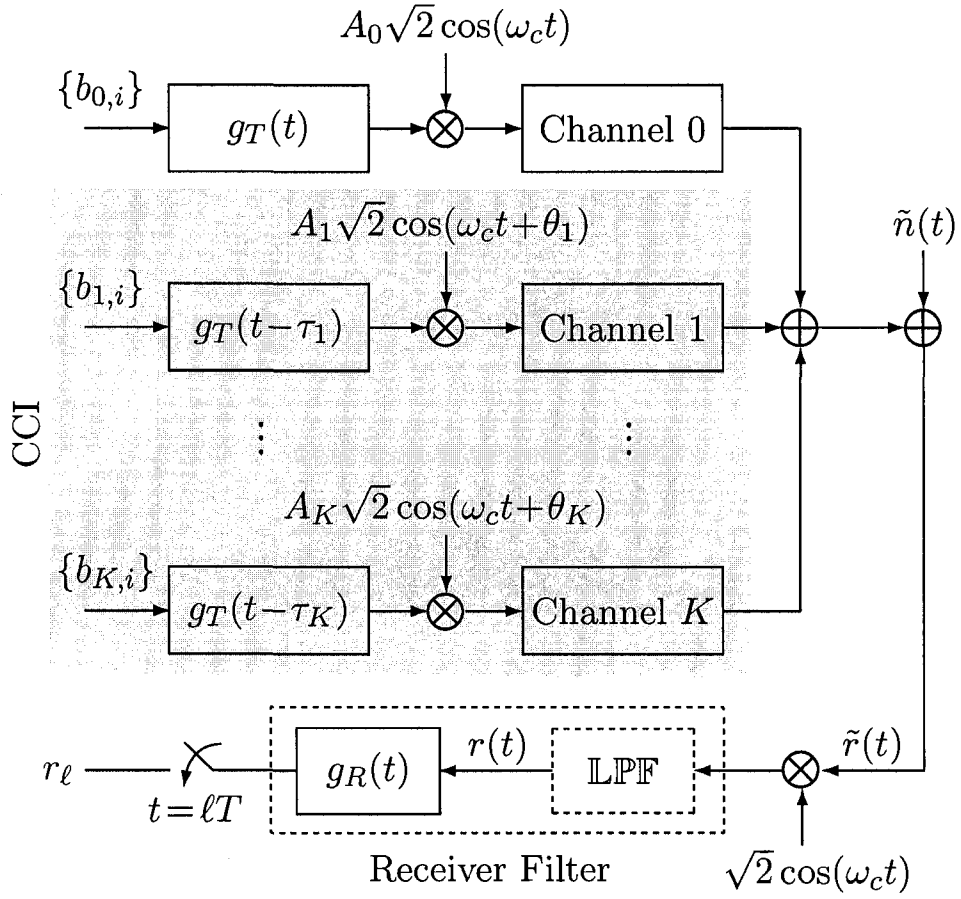 A_0√2 cos(ω_c t)
{b_{0,i}}
g_T(t)
Channel 0
A_1√2 cos(ω_c t+θ_1)
ñ(t)
{b_{1,i}}
g_T(t−τ_1)
Channel 1
CCI
⋮ ⋮
A_K√2 cos(ω_c t+θ_K)
{b_{K,i}}
g_T(t−τ_K)
Channel K
r_ℓ
t=ℓT
g_R(t)
r(t)
𝕃ℙ𝔽
r̃(t)
Receiver Filter
√2 cos(ω_c t)